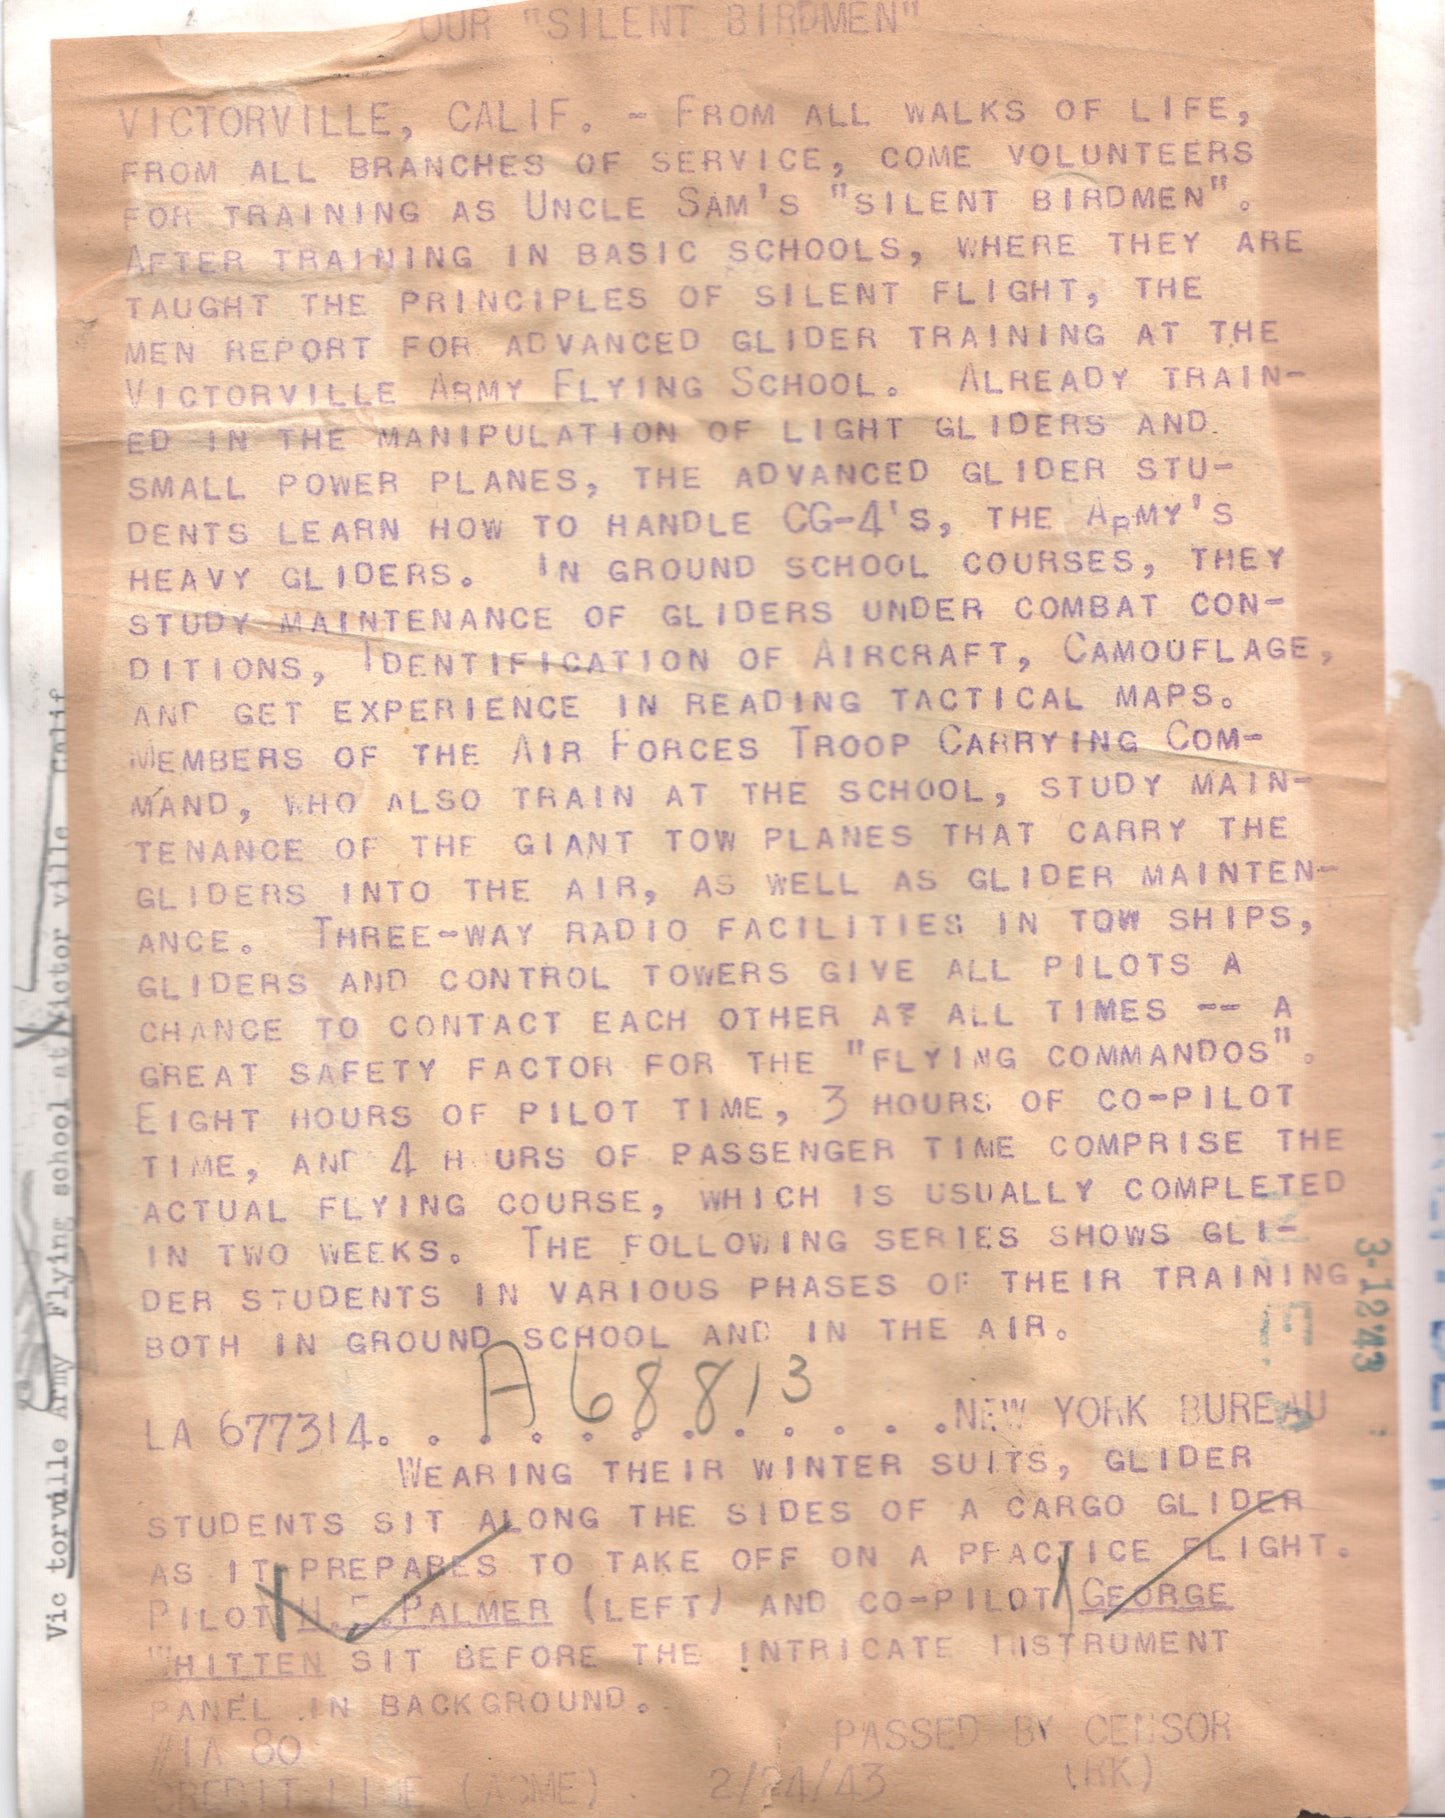 OUR "SILENT BIRDMEN"
VICTORVILLE, CALIF. - FROM ALL WALKS OF LIFE,
FROM ALL BRANCHES OF SERVICE, COME VOLUNTEERS
FOR TRAINING AS UNCLE SAM'S "SILENT BIRDMEN".
AFTER TRAINING IN BASIC SCHOOLS, WHERE THEY ARE
TAUGHT THE PRINCIPLES OF SILENT FLIGHT, THE
MEN REPORT FOR ADVANCED GLIDER TRAINING AT THE
VICTORVILLE ARMY FLYING SCHOOL. ALREADY TRAIN-
ED IN THE MANIPULATION OF LIGHT GLIDERS AND
SMALL POWER PLANES, THE ADVANCED GLIDER STU-
DENTS LEARN HOW TO HANDLE CG-4'S, THE ARMY'S
HEAVY GLIDERS. IN GROUND SCHOOL COURSES, THEY
STUDY MAINTENANCE OF GLIDERS UNDER COMBAT CON-
DITIONS, IDENTIFICATION OF AIRCRAFT, CAMOUFLAGE,
AND GET EXPERIENCE IN READING TACTICAL MAPS.
MEMBERS OF THE AIR FORCES TROOP CARRYING COM-
MAND, WHO ALSO TRAIN AT THE SCHOOL, STUDY MAIN-
TENANCE OF THE GIANT TOW PLANES THAT CARRY THE
GLIDERS INTO THE AIR, AS WELL AS GLIDER MAINTEN-
ANCE. THREE-WAY RADIO FACILITIES IN TOW SHIPS,
GLIDERS AND CONTROL TOWERS GIVE ALL PILOTS A
CHANCE TO CONTACT EACH OTHER AT ALL TIMES -- A
GREAT SAFETY FACTOR FOR THE "FLYING COMMANDOS".
EIGHT HOURS OF PILOT TIME, 3 HOURS OF CO-PILOT
TIME, AND 4 H URS OF PASSENGER TIME COMPRISE THE
ACTUAL FLYING COURSE, WHICH IS USUALLY COMPLETED
IN TWO WEEKS. THE FOLLOWING SERIES SHOWS GLI-
DER STUDENTS IN VARIOUS PHASES OF THEIR TRAINING
BOTH IN GROUND SCHOOL AND IN THE AIR.
A68813
LA 677314. . . . . . . . . . . .NEW YORK BUREAU
WEARING THEIR WINTER SUITS, GLIDER
STUDENTS SIT ALONG THE SIDES OF A CARGO GLIDER
AS IT PREPARES TO TAKE OFF ON A PRACTICE FLIGHT.
PILOT H.E. PALMER (LEFT) AND CO-PILOT GEORGE
WHITTEN SIT BEFORE THE INTRICATE INSTRUMENT
PANEL IN BACKGROUND.
80
CREDIT LINE (ACME) 2/24/43 PASSED BY CENSOR
(RK)
Vic torville Army Flying school at Victor ville Calif
3-1243